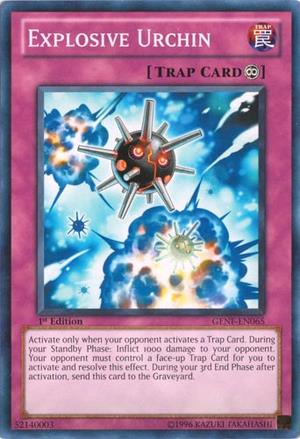 EXPLOSIVE URCHIN
TRAP
罠
[TRAP CARD]
1st Edition
GENF-EN065
Activate only when your opponent activates a Trap Card. During
your Standby Phase: Inflict 1000 damage to your opponent.
Your opponent must control a face-up Trap Card for you to
activate and resolve this effect. During your 3rd End Phase after
activation, send this card to the Graveyard.
52140003
©1996 KAZUKI TAKAHASHI